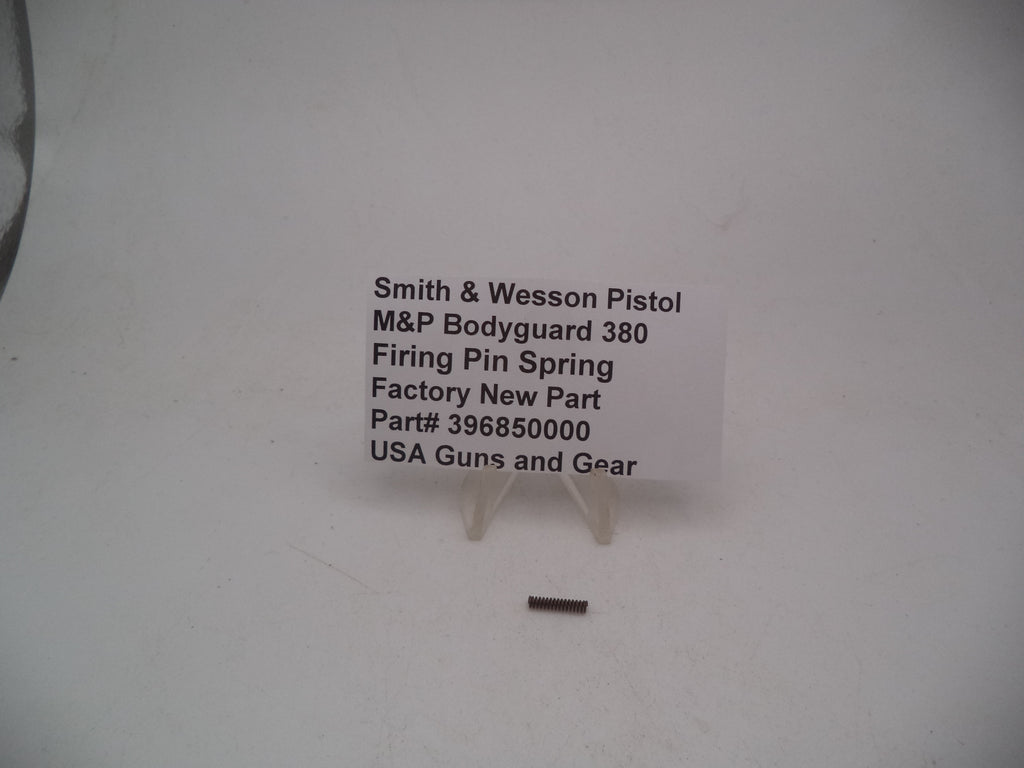 Smith & Wesson Pistol
M&P Bodyguard 380
Firing Pin Spring
Factory New Part
Part# 396850000
USA Guns and Gear